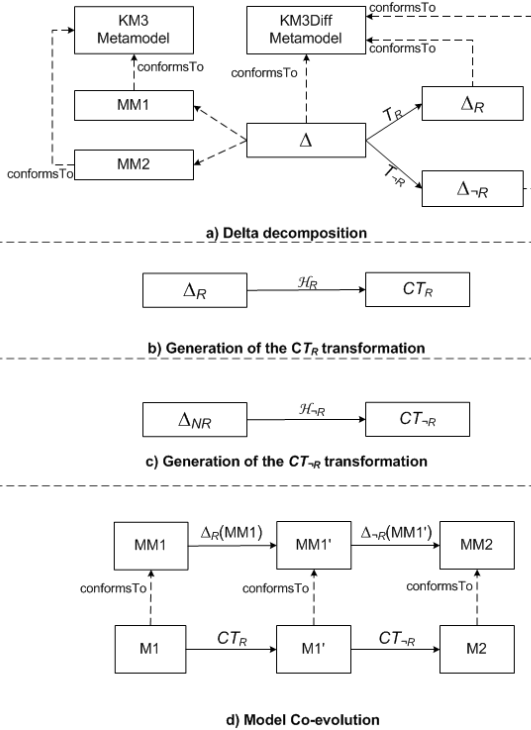 KM3
Metamodel
KM3Diff
Metamodel
conformsTo
conformsTo
conformsTo
conformsTo
MM1
Δ
T_R
Δ_R
MM2
conformsTo
T_¬R
Δ_¬R
a) Delta decomposition
Δ_R
ℋ_R
CT_R
b) Generation of the CT_R transformation
Δ_NR
ℋ_¬R
CT_¬R
c) Generation of the CT_¬R transformation
MM1
Δ_R(MM1)
MM1'
Δ_¬R(MM1')
MM2
conformsTo
conformsTo
conformsTo
M1
CT_R
M1'
CT_¬R
M2
d) Model Co-evolution